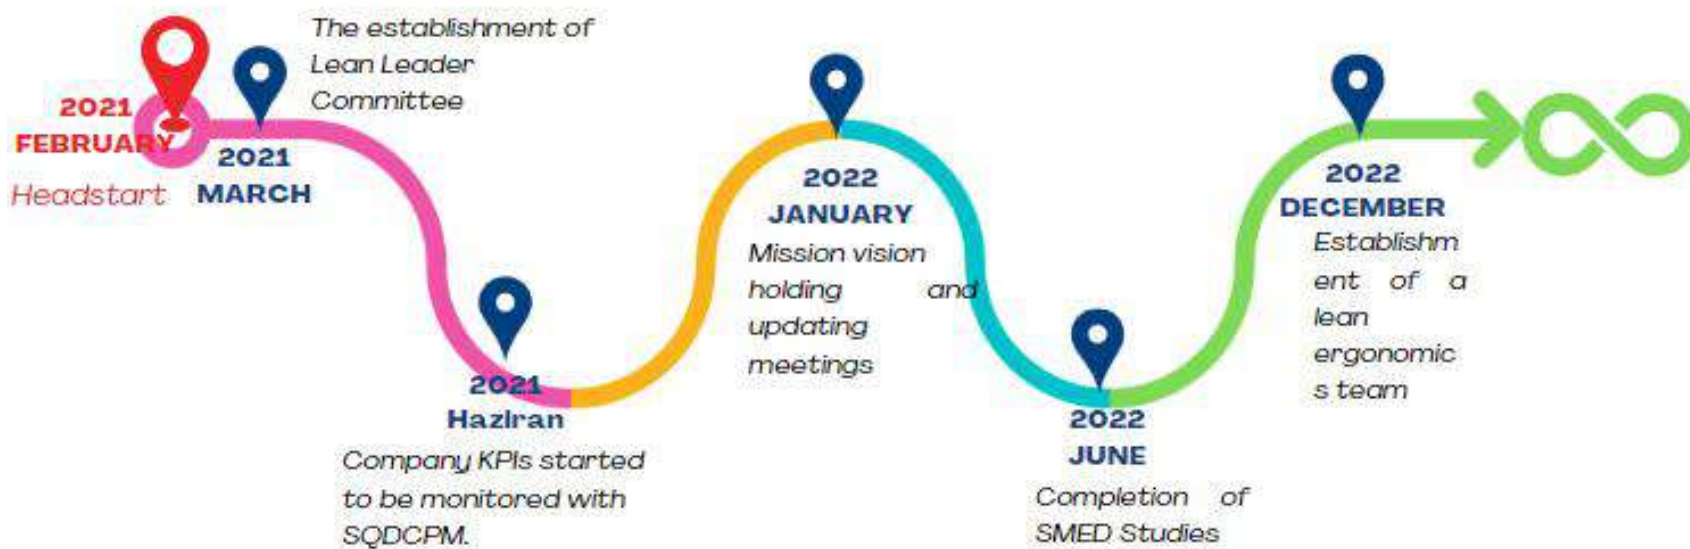 2021
FEBRUARY
Headstart
2021
MARCH
The establishment of
Lean Leader
Committee
2021
Haziran
Company KPIs started
to be monitored with
SQDCPM.
2022
JANUARY
Mission vision
holding and
updating
meetings
2022
JUNE
Completion of
SMED Studies
2022
DECEMBER
Establishm
ent of a
lean
ergonomic
s team